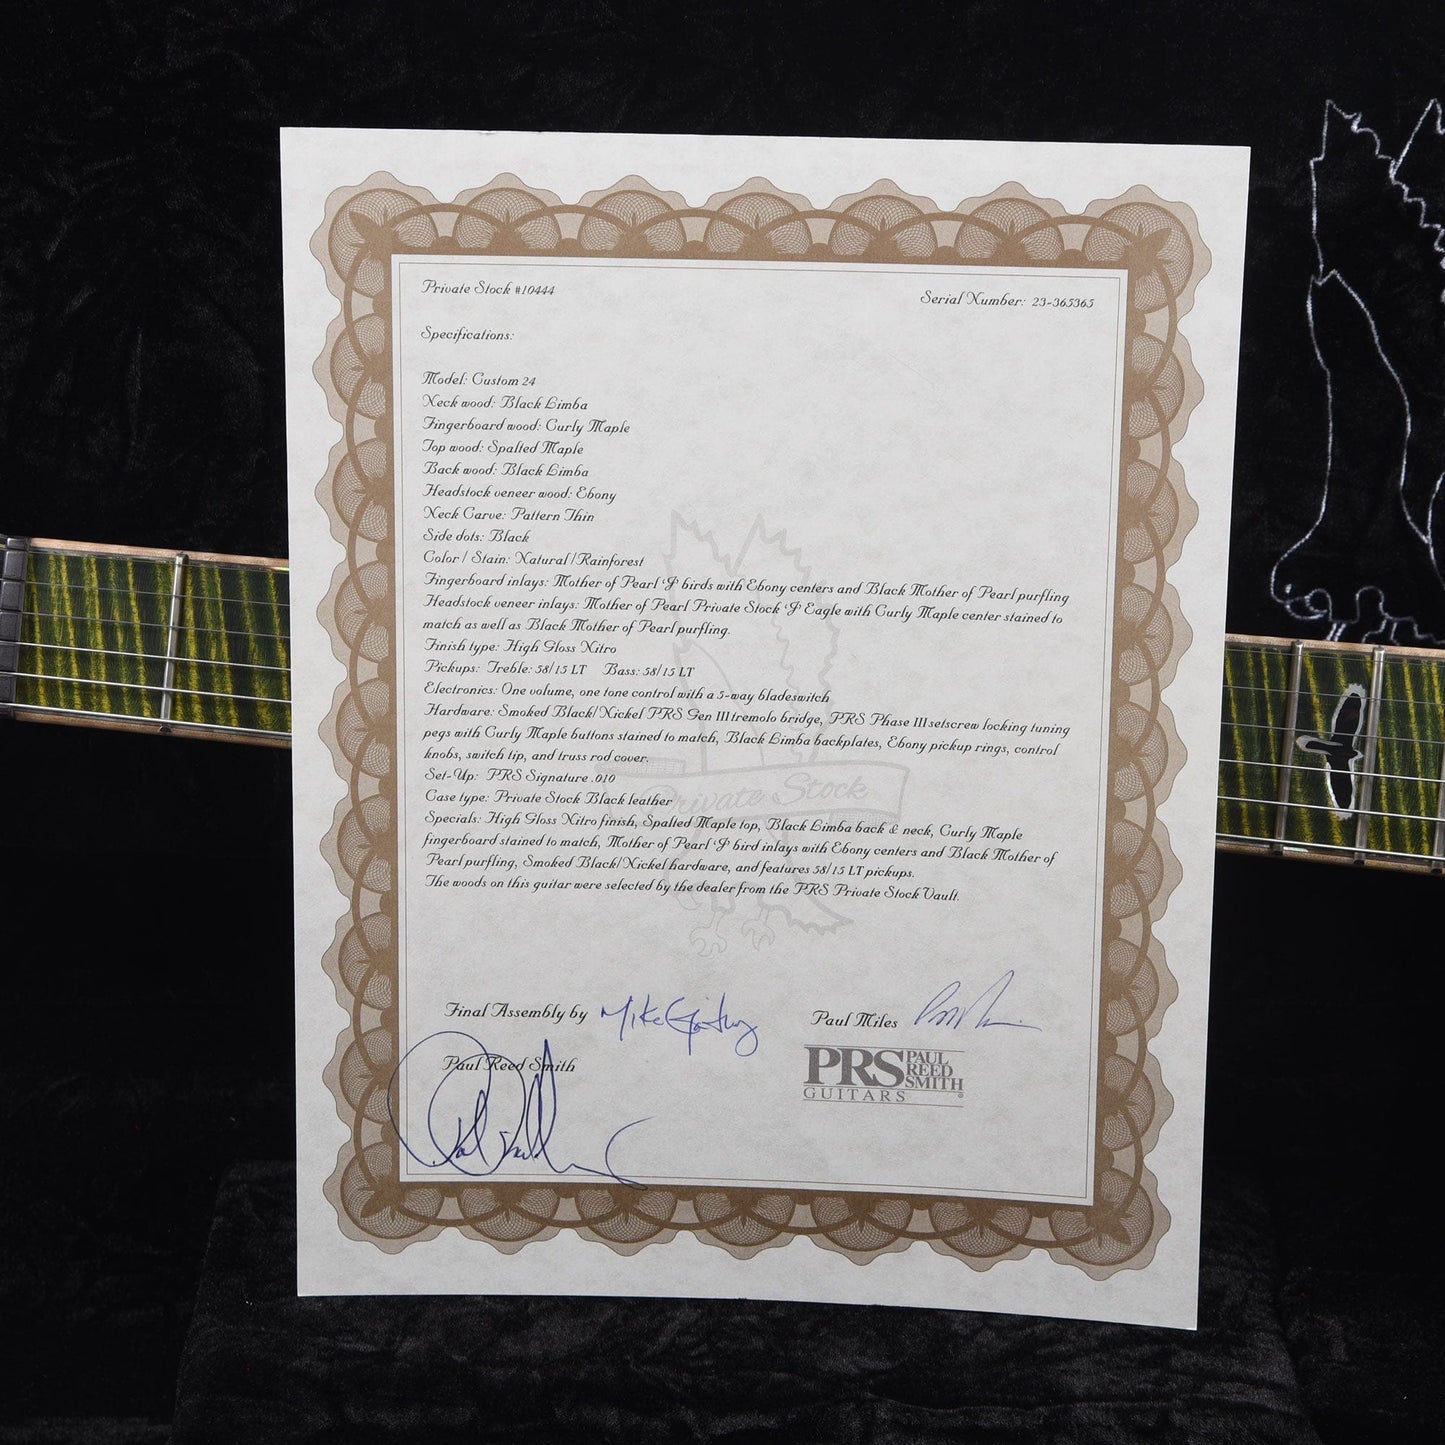 Private Stock #10444
Serial Number: 23-365365
Specifications:
Model: Custom 24
Neck wood: Black Limba
Fingerboard wood: Curly Maple
Top wood: Spalted Maple
Back wood: Black Limba
Headstock veneer wood: Ebony
Neck Carve: Pattern Thin
Side dots: Black
Color / Stain: Natural / Rainforest
Fingerboard inlays: Mother of Pearl 'J' birds with Ebony centers and Black Mother of Pearl purfling
Headstock veneer inlays: Mother of Pearl Private Stock 'J' Eagle with Curly Maple center stained to
match as well as Black Mother of Pearl purfling.
Finish type: High Gloss Nitro
Pickups: Treble: 58/15 LT Bass: 58/15 LT
Electronics: One volume, one tone control with a 5-way bladeswitch
Hardware: Smoked Black/Nickel PRS Gen III tremolo bridge, PRS Phase III setscrew locking tuning
pegs with Curly Maple buttons stained to match, Black Limba backplates, Ebony pickup rings, control
knobs, switch tip, and truss rod cover.
Set-Up: PRS Signature .010
Case type: Private Stock Black leather
Specials: High Gloss Nitro finish, Spalted Maple top, Black Limba back & neck, Curly Maple
fingerboard stained to match, Mother of Pearl 'J' bird inlays with Ebony centers and Black Mother of
Pearl purfling, Smoked Black/Nickel hardware, and features 58/15 LT pickups.
The woods on this guitar were selected by the dealer from the PRS Private Stock Vault.
Private Stock
Final Assembly by Mike
Paul Miles
Paul Reed Smith
PRS PAUL REED SMITH
GUITARS